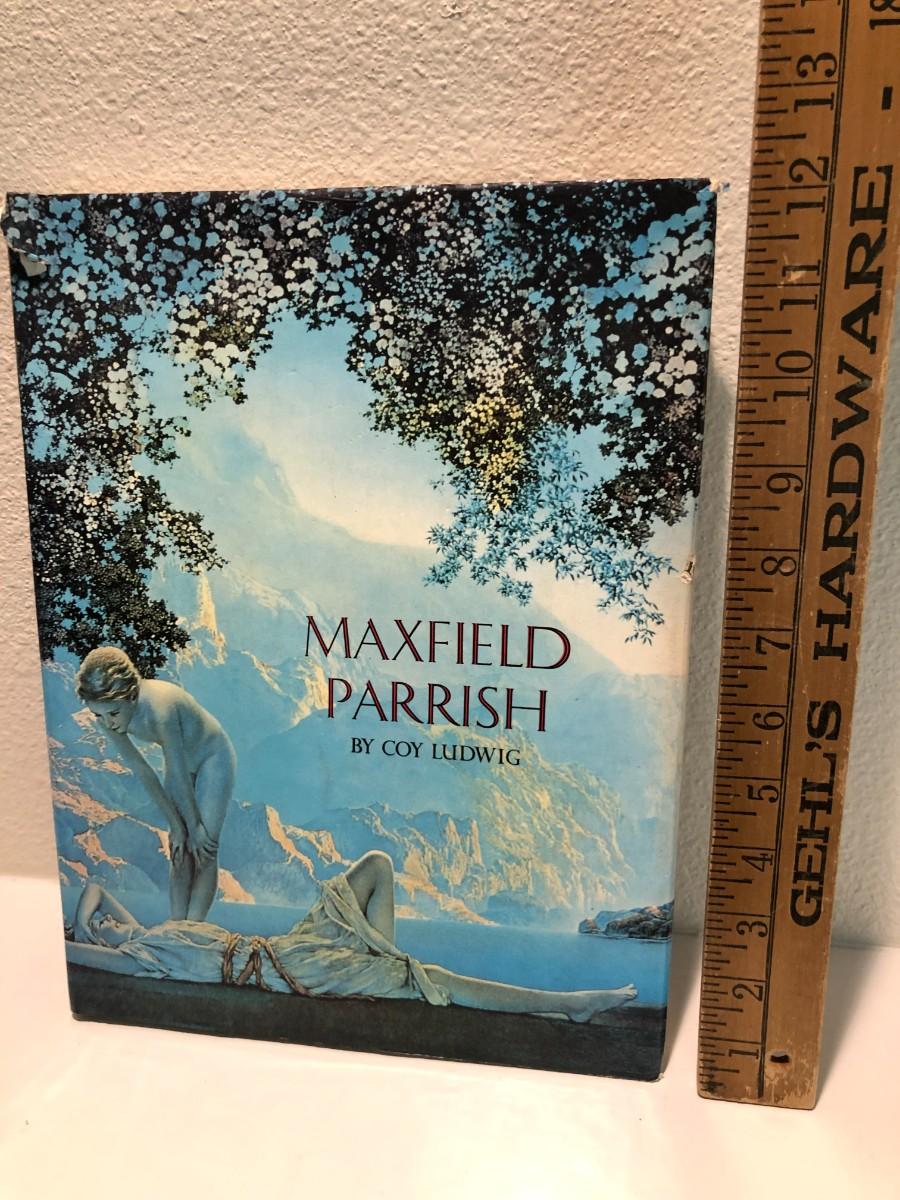 MAXFIELD
PARRISH
BY COY LUDWIG
GEHL'S HARDWARE -
1 2 3 4 5 6 7 8 9 10 11 12 13